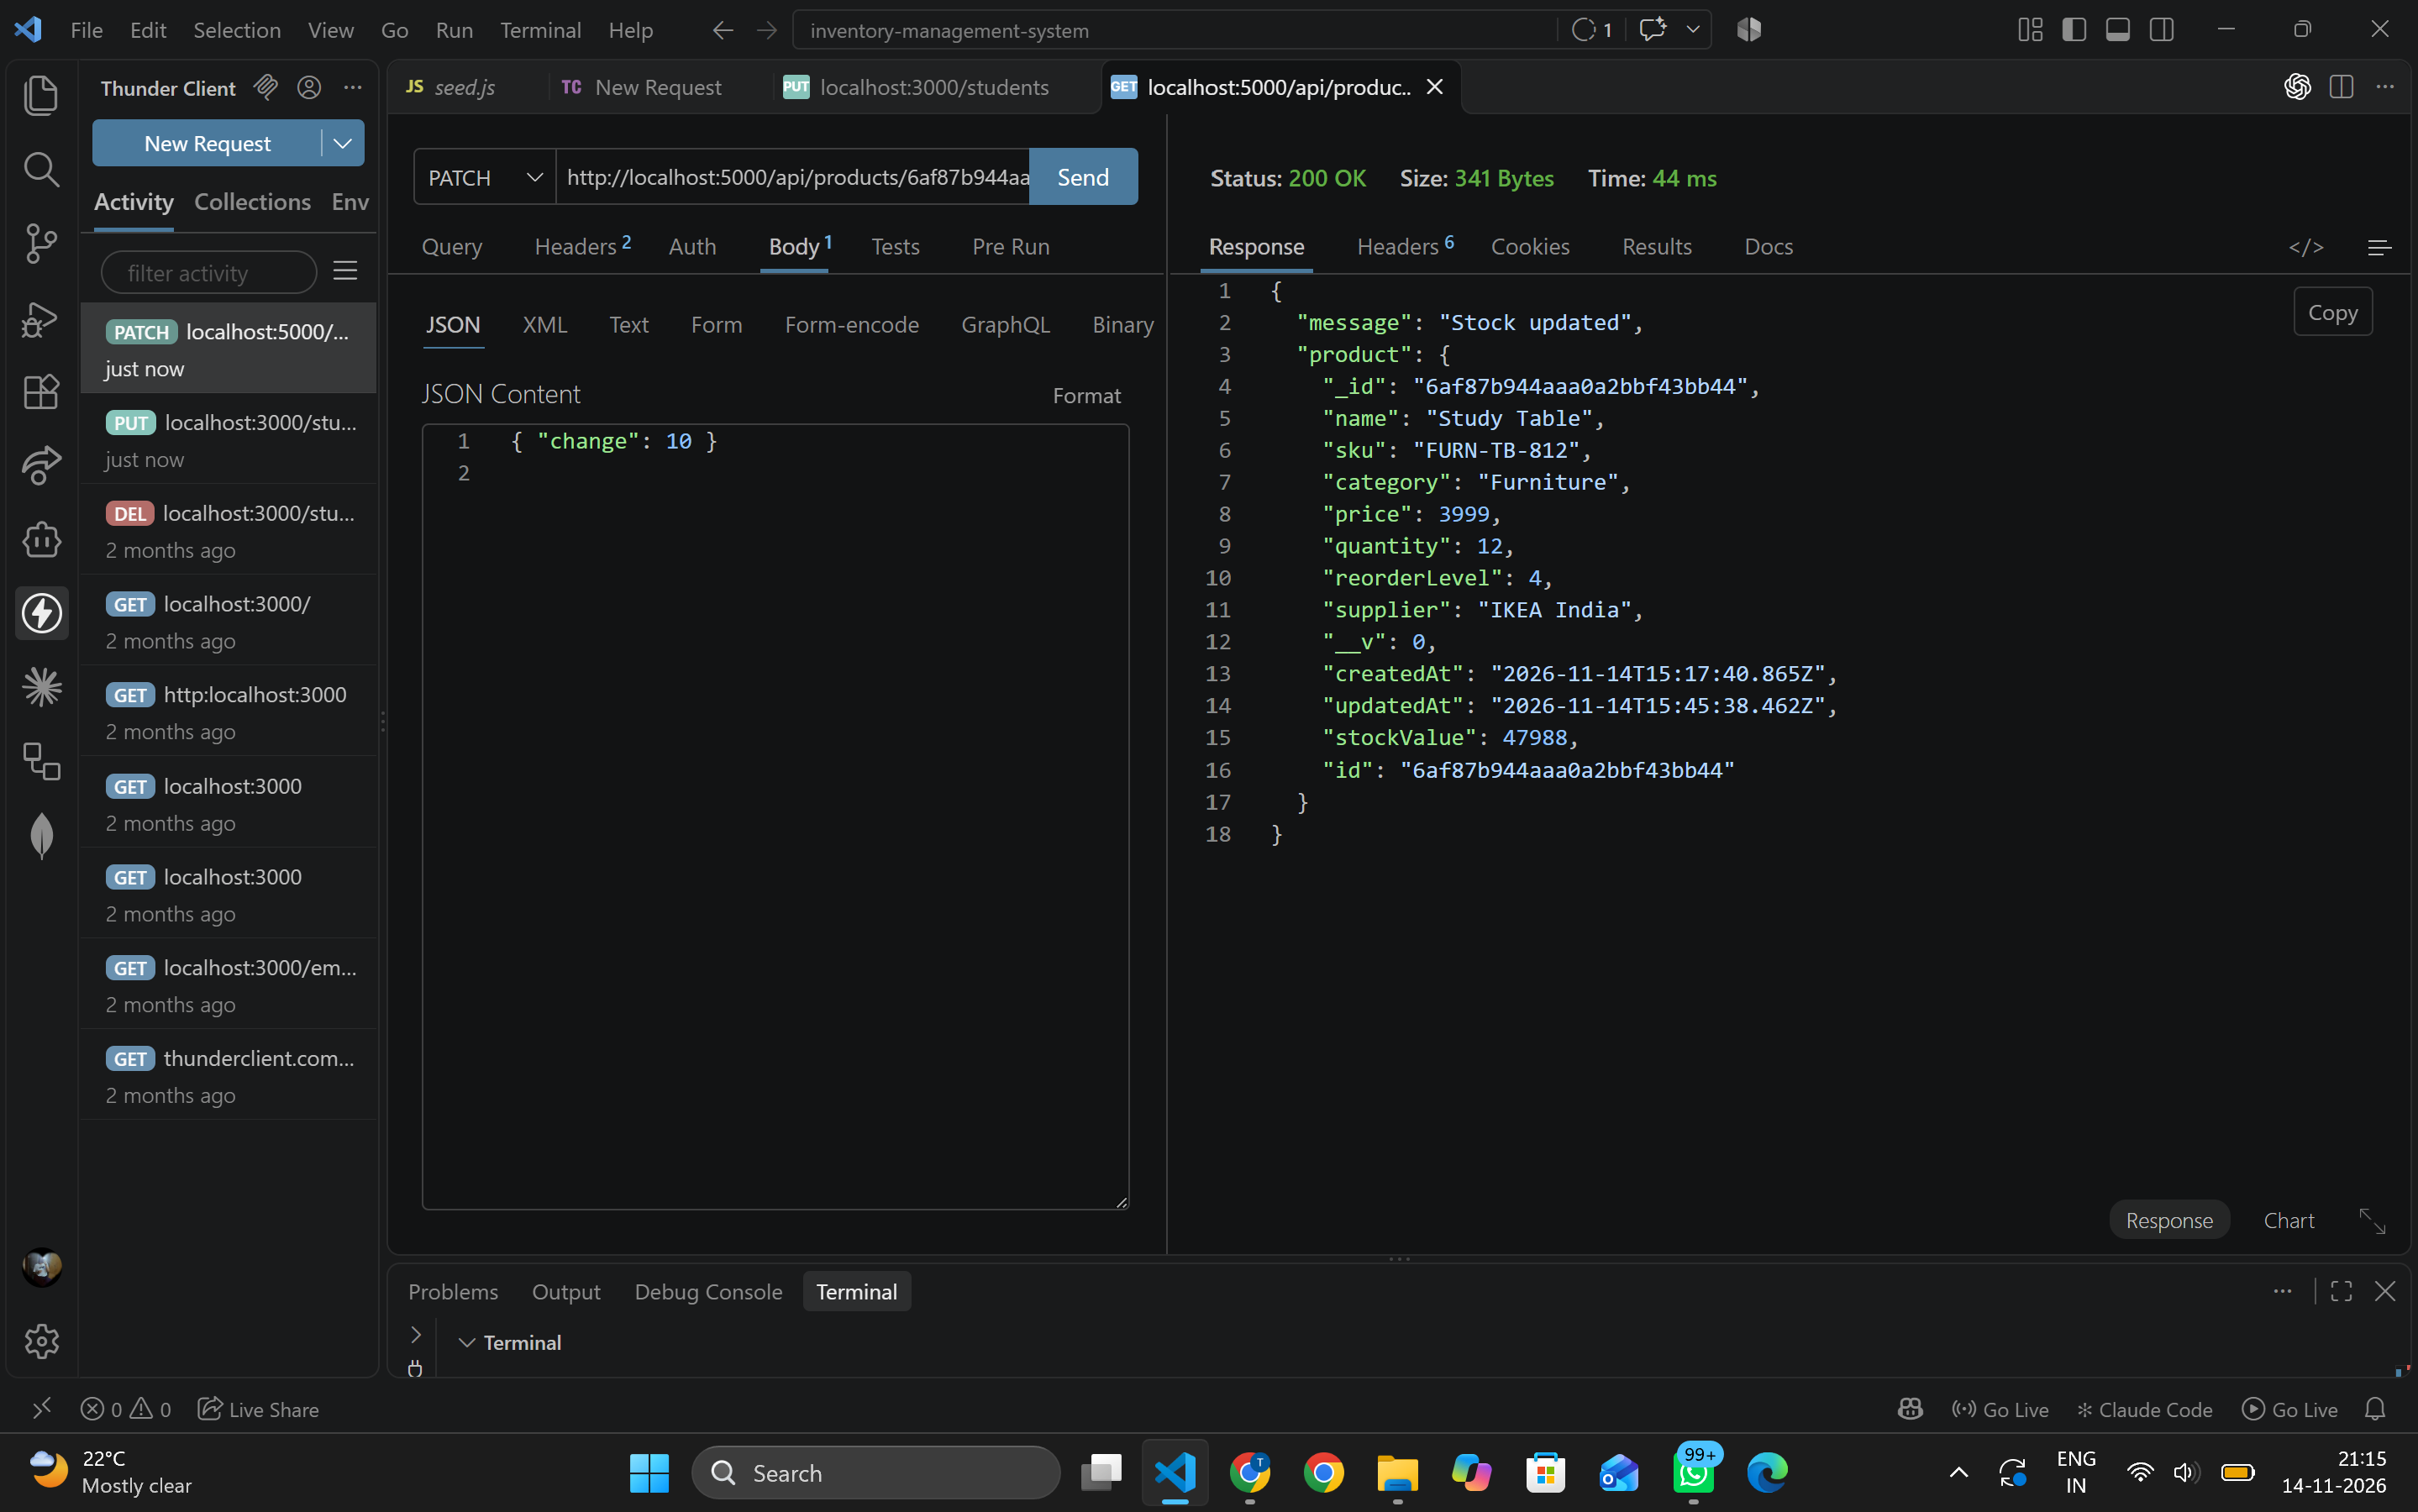 File Edit Selection View Go Run Terminal Help
inventory-management-system
1
Thunder Client
New Request
Activity Collections Env
filter activity
PATCH localhost:5000/...
just now
PUT localhost:3000/stu...
just now
DEL localhost:3000/stu...
2 months ago
GET localhost:3000/
2 months ago
GET http:localhost:3000
2 months ago
GET localhost:3000
2 months ago
GET localhost:3000
2 months ago
GET localhost:3000/em...
2 months ago
GET thunderclient.com...
2 months ago
JS seed.js
TC New Request
PUT localhost:3000/students
GET localhost:5000/api/produc..
PATCH http://localhost:5000/api/products/6af87b944aa Send
Query Headers 2 Auth Body 1 Tests Pre Run
JSON XML Text Form Form-encode GraphQL Binary
JSON Content Format
1 { "change": 10 }
2
Status: 200 OK Size: 341 Bytes Time: 44 ms
Response Headers 6 Cookies Results Docs </>
Copy
1 {
2 "message": "Stock updated",
3 "product": {
4 "_id": "6af87b944aaa0a2bbf43bb44",
5 "name": "Study Table",
6 "sku": "FURN-TB-812",
7 "category": "Furniture",
8 "price": 3999,
9 "quantity": 12,
10 "reorderLevel": 4,
11 "supplier": "IKEA India",
12 "__v": 0,
13 "createdAt": "2026-11-14T15:17:40.865Z",
14 "updatedAt": "2026-11-14T15:45:38.462Z",
15 "stockValue": 47988,
16 "id": "6af87b944aaa0a2bbf43bb44"
17 }
18 }
Response Chart
Problems Output Debug Console Terminal
Terminal
0 0 Live Share
Go Live Claude Code Go Live
22°C
Mostly clear
Search
T
99+
ENG
IN
21:15
14-11-2026